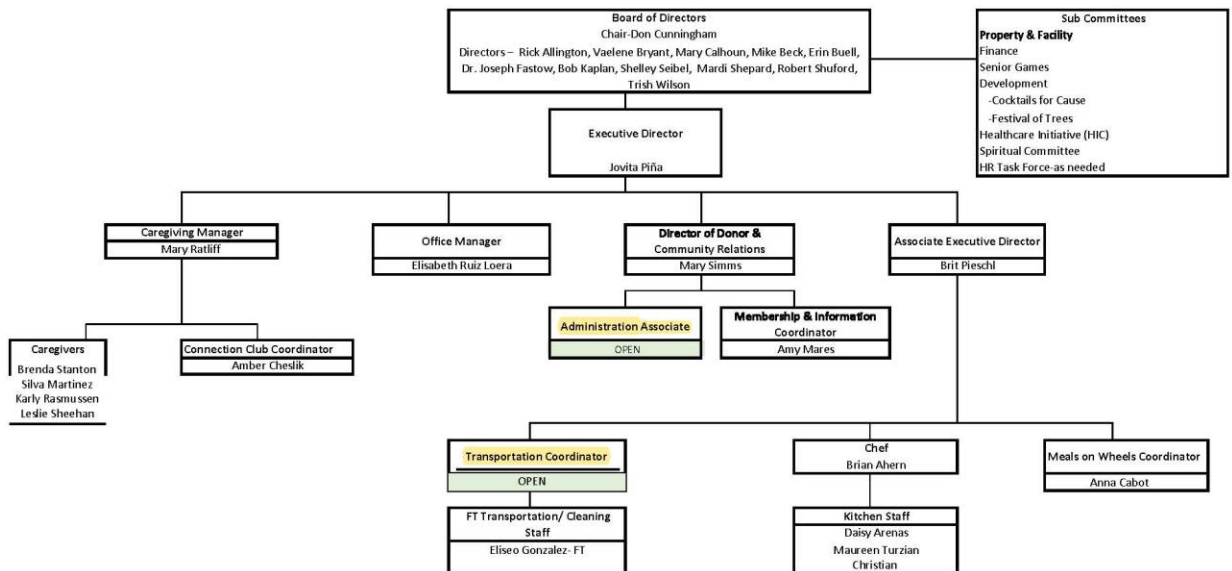 Board of Directors
Chair-Don Cunningham
Directors – Rick Allington, Vaelene Bryant, Mary Calhoun, Mike Beck, Erin Buell,
Dr. Joseph Fastow, Bob Kaplan, Shelley Seibel, Mardi Shepard, Robert Shuford,
Trish Wilson
Sub Committees
Property & Facility
Finance
Senior Games
Development
-Cocktails for Cause
-Festival of Trees
Healthcare Initiative (HIC)
Spiritual Committee
HR Task Force-as needed
Executive Director
Jovita Piña
Caregiving Manager
Mary Ratliff
Office Manager
Elisabeth Ruiz Loera
Director of Donor &
Community Relations
Mary Simms
Associate Executive Director
Brit Pieschl
Administration Associate
OPEN
Membership & Information
Coordinator
Amy Mares
Caregivers
Brenda Stanton
Silva Martinez
Karly Rasmussen
Leslie Sheehan
Connection Club Coordinator
Amber Cheslik
Transportation Coordinator
OPEN
Chef
Brian Ahern
Meals on Wheels Coordinator
Anna Cabot
FT Transportation/ Cleaning
Staff
Eliseo Gonzalez- FT
Kitchen Staff
Daisy Arenas
Maureen Turzian
Christian